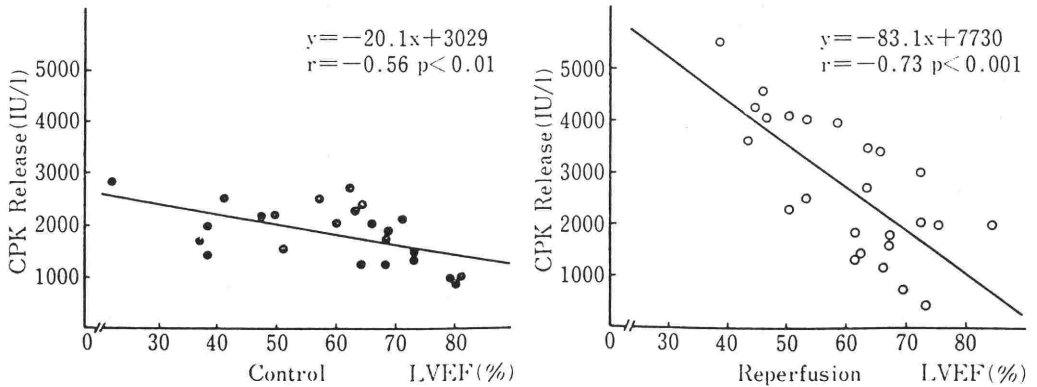 y=−20.1x+3029
r=−0.56 p<0.01
CPK Release(IU/l)
5000
4000
3000
2000
1000
0 30 40 50 60 70 80
Control LVEF(%)
y=−83.1x+7730
r=−0.73 p<0.001
CPK Release(IU/l)
5000
4000
3000
2000
1000
0 30 40 50 60 70 80
Reperfusion LVEF(%)